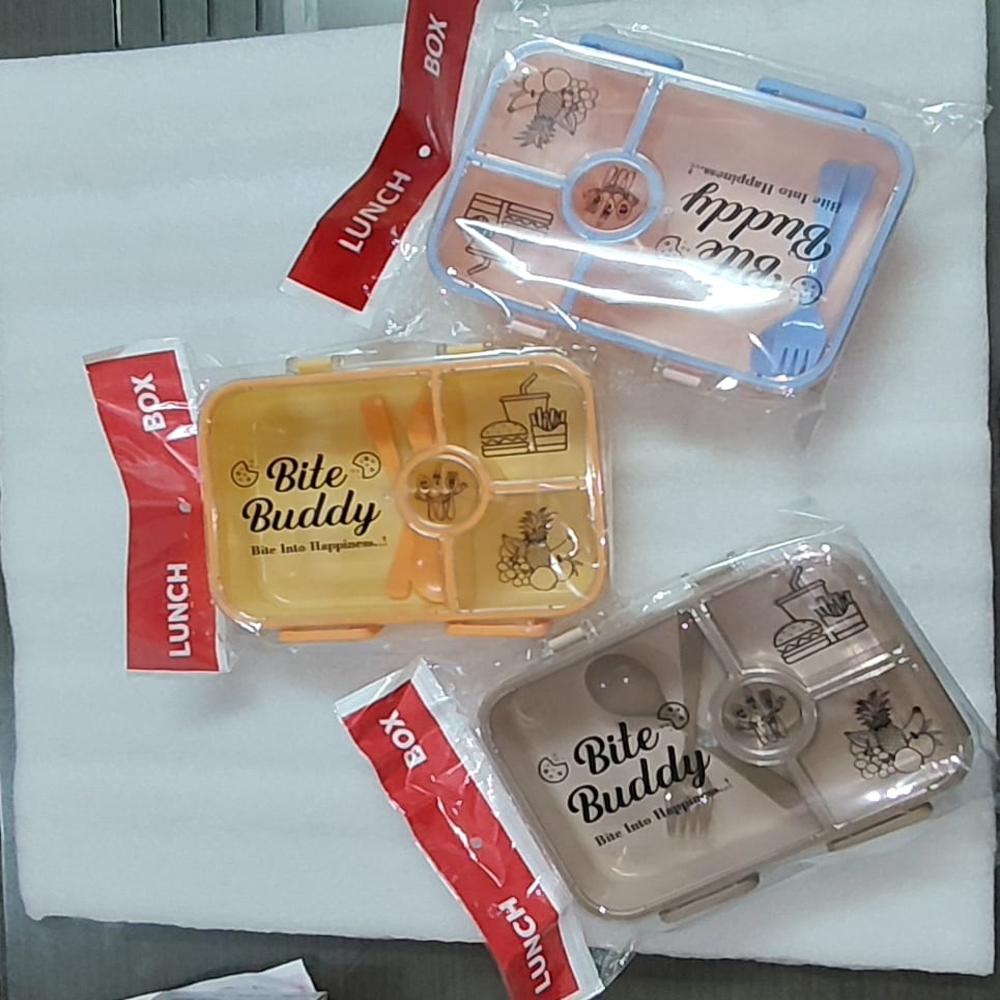 LUNCH • BOX
Bite
Buddy
Bite Into Happiness...!
LUNCH BOX
Bite
Buddy
Bite Into Happiness...!
LUNCH BOX
Bite
Buddy
Bite Into Happiness...!